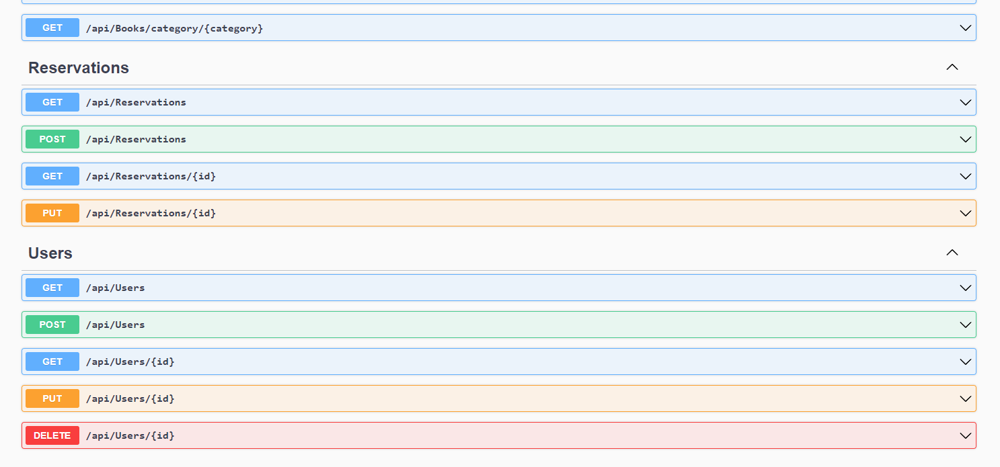 GET /api/Books/category/{category}
Reservations
GET /api/Reservations
POST /api/Reservations
GET /api/Reservations/{id}
PUT /api/Reservations/{id}
Users
GET /api/Users
POST /api/Users
GET /api/Users/{id}
PUT /api/Users/{id}
DELETE /api/Users/{id}